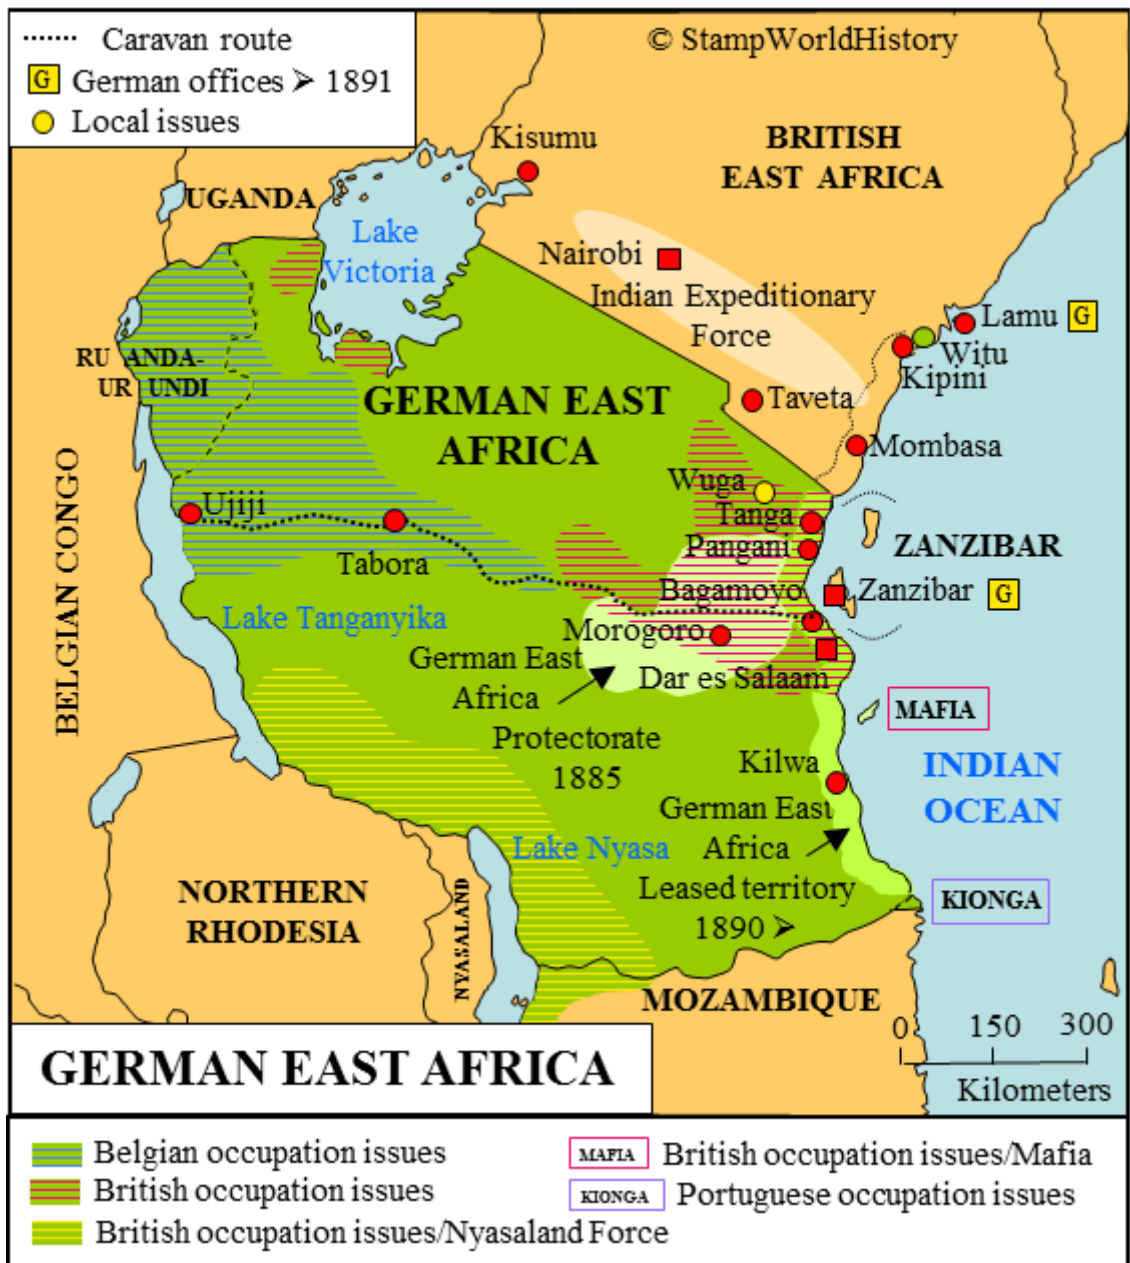 Caravan route
© StampWorldHistory
G German offices ➢ 1891
Local issues
Kisumu
BRITISH
EAST AFRICA
UGANDA
Lake
Victoria
Nairobi
Indian Expeditionary
Force
Lamu G
Witu
Kipini
RU ANDA-
UR UNDI
GERMAN EAST
AFRICA
Taveta
Mombasa
BELGIAN CONGO
Wuga
Ujiji
Tanga
Pangani
ZANZIBAR
Tabora
Bagamoyo
Zanzibar G
Lake Tanganyika
Morogoro
German East
Africa
Protectorate
1885
Dar es Salaam
MAFIA
Kilwa
INDIAN
OCEAN
German East
Africa
Leased territory
1890 ➢
Lake Nyasa
NORTHERN
RHODESIA
NYASALAND
KIONGA
MOZAMBIQUE
0 150 300
Kilometers
GERMAN EAST AFRICA
Belgian occupation issues
MAFIA British occupation issues/Mafia
British occupation issues
KIONGA Portuguese occupation issues
British occupation issues/Nyasaland Force